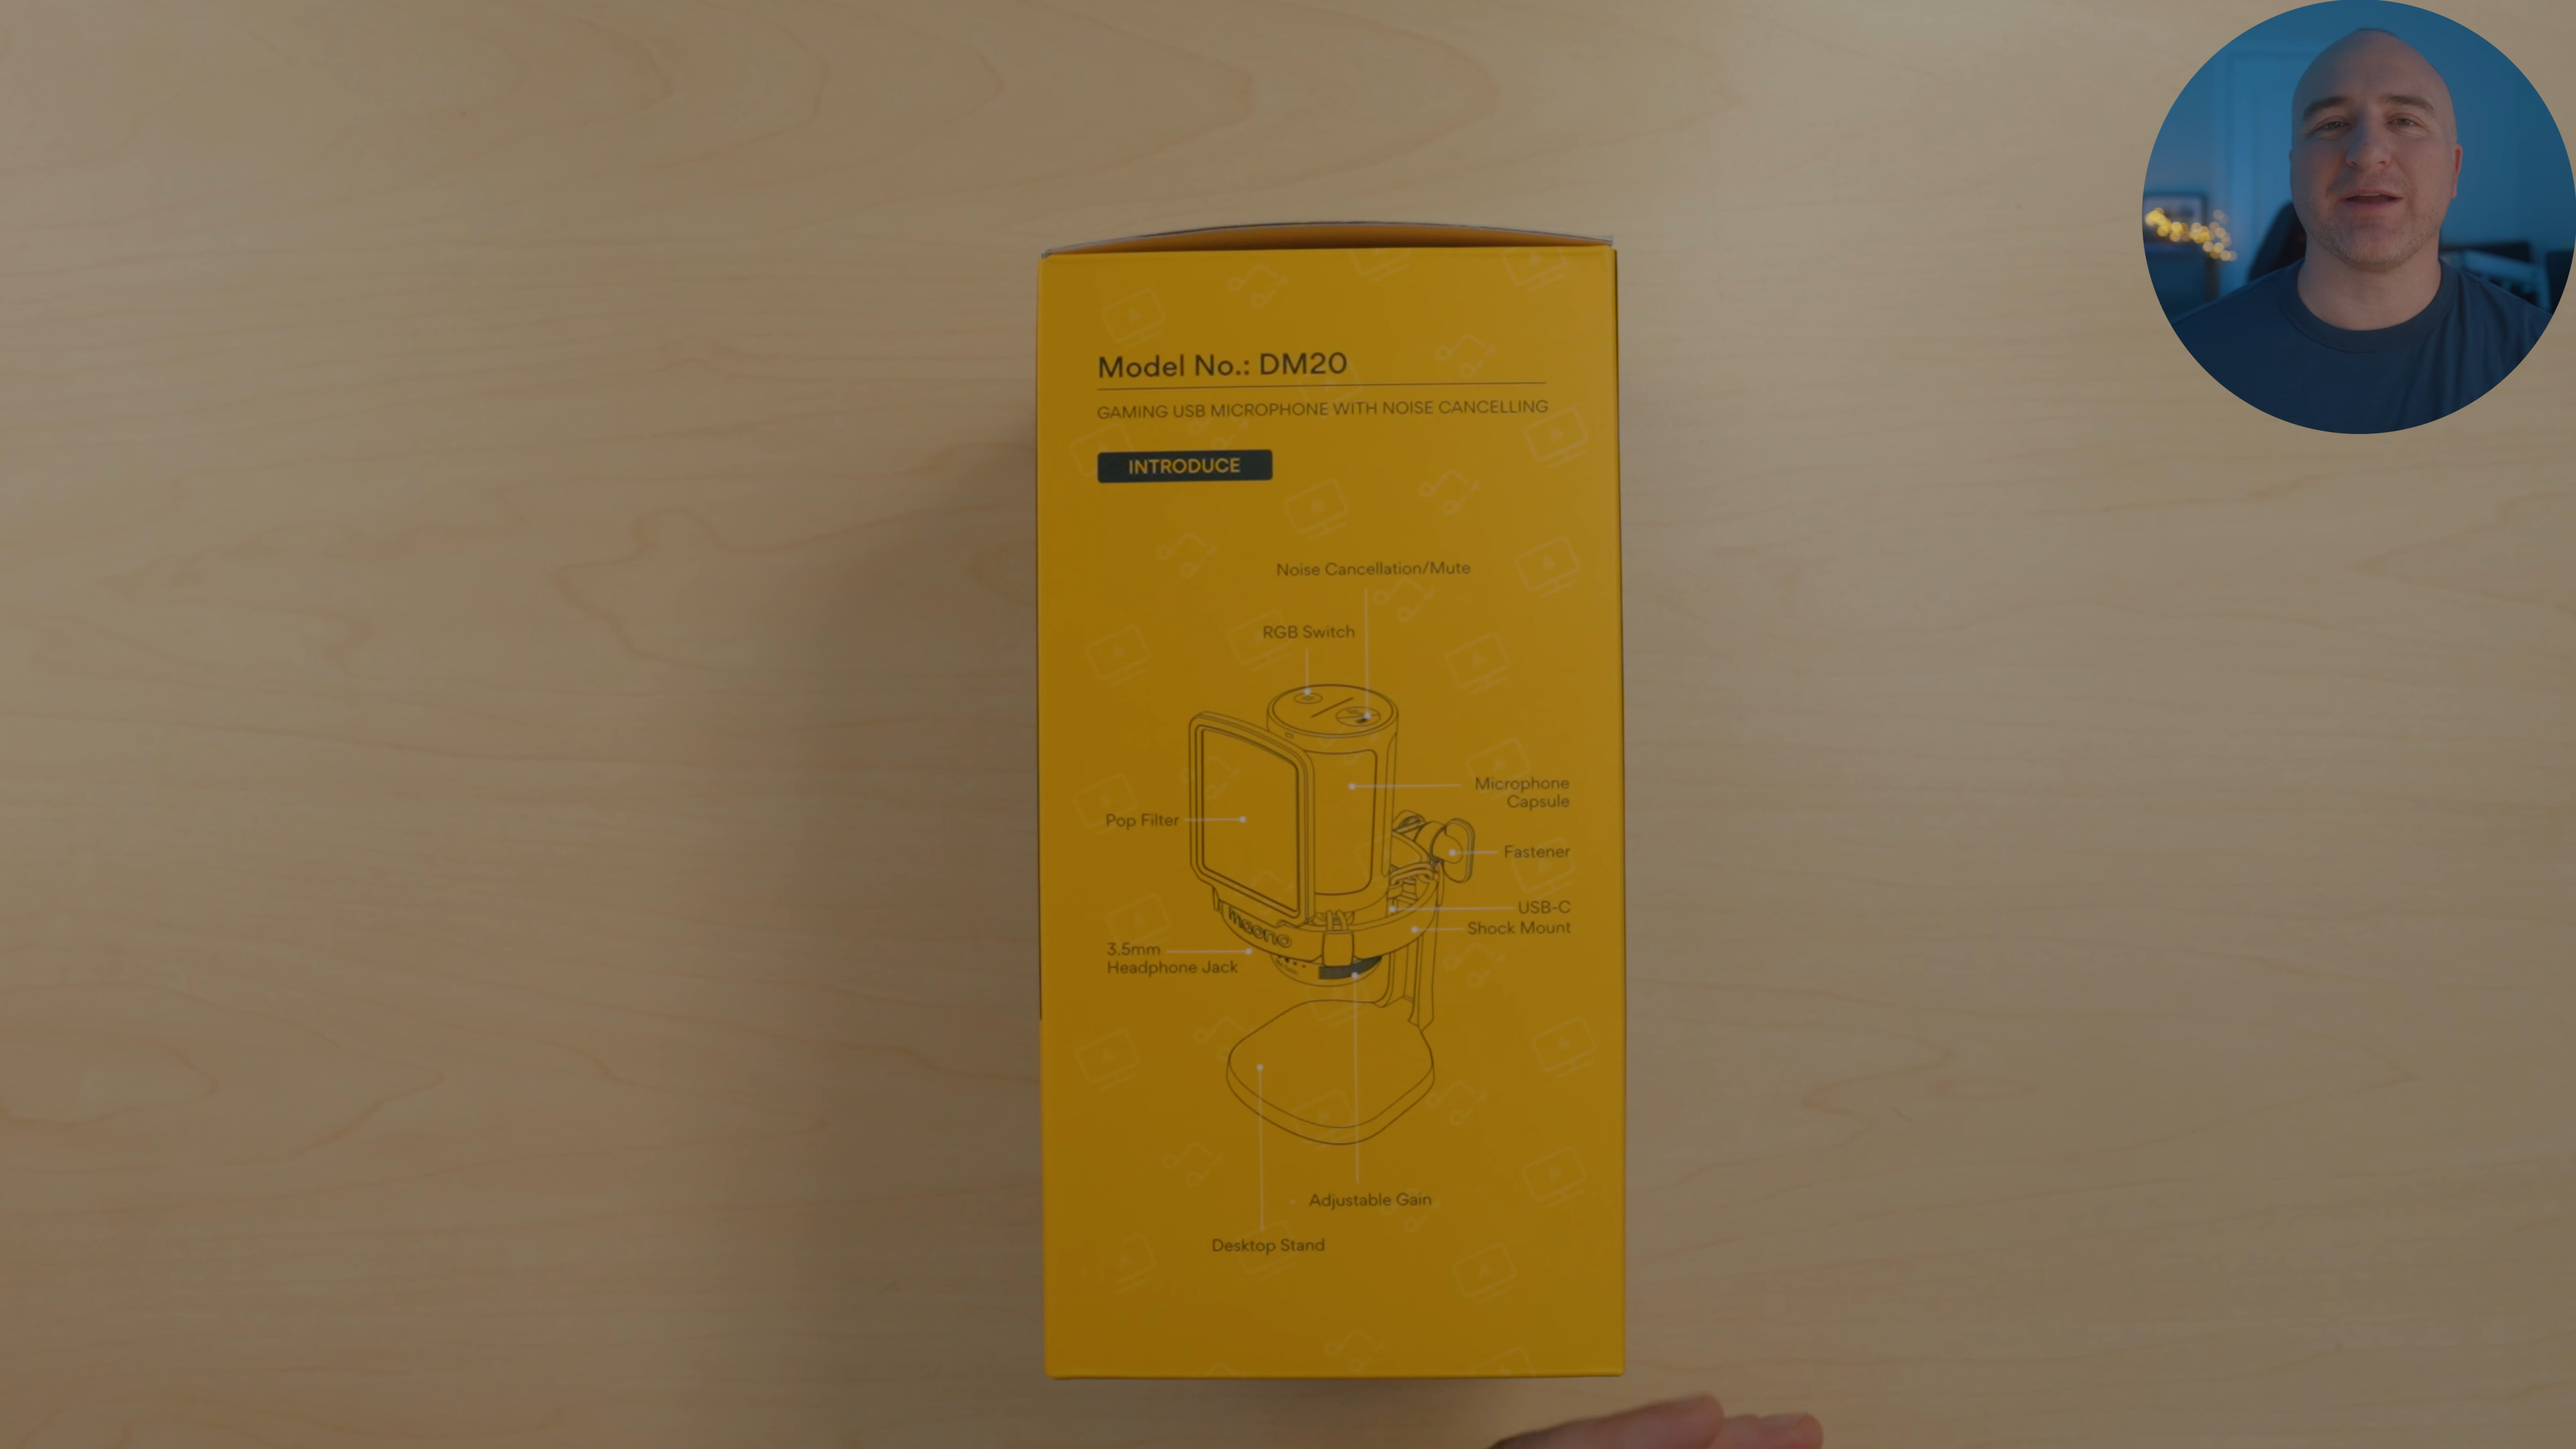 Model No.: DM20
GAMING USB MICROPHONE WITH NOISE CANCELLING
INTRODUCE
Noise Cancellation/Mute
RGB Switch
Microphone
Capsule
Pop Filter
Fastener
USB-C
Shock Mount
maono
3.5mm
Headphone Jack
Adjustable Gain
Desktop Stand